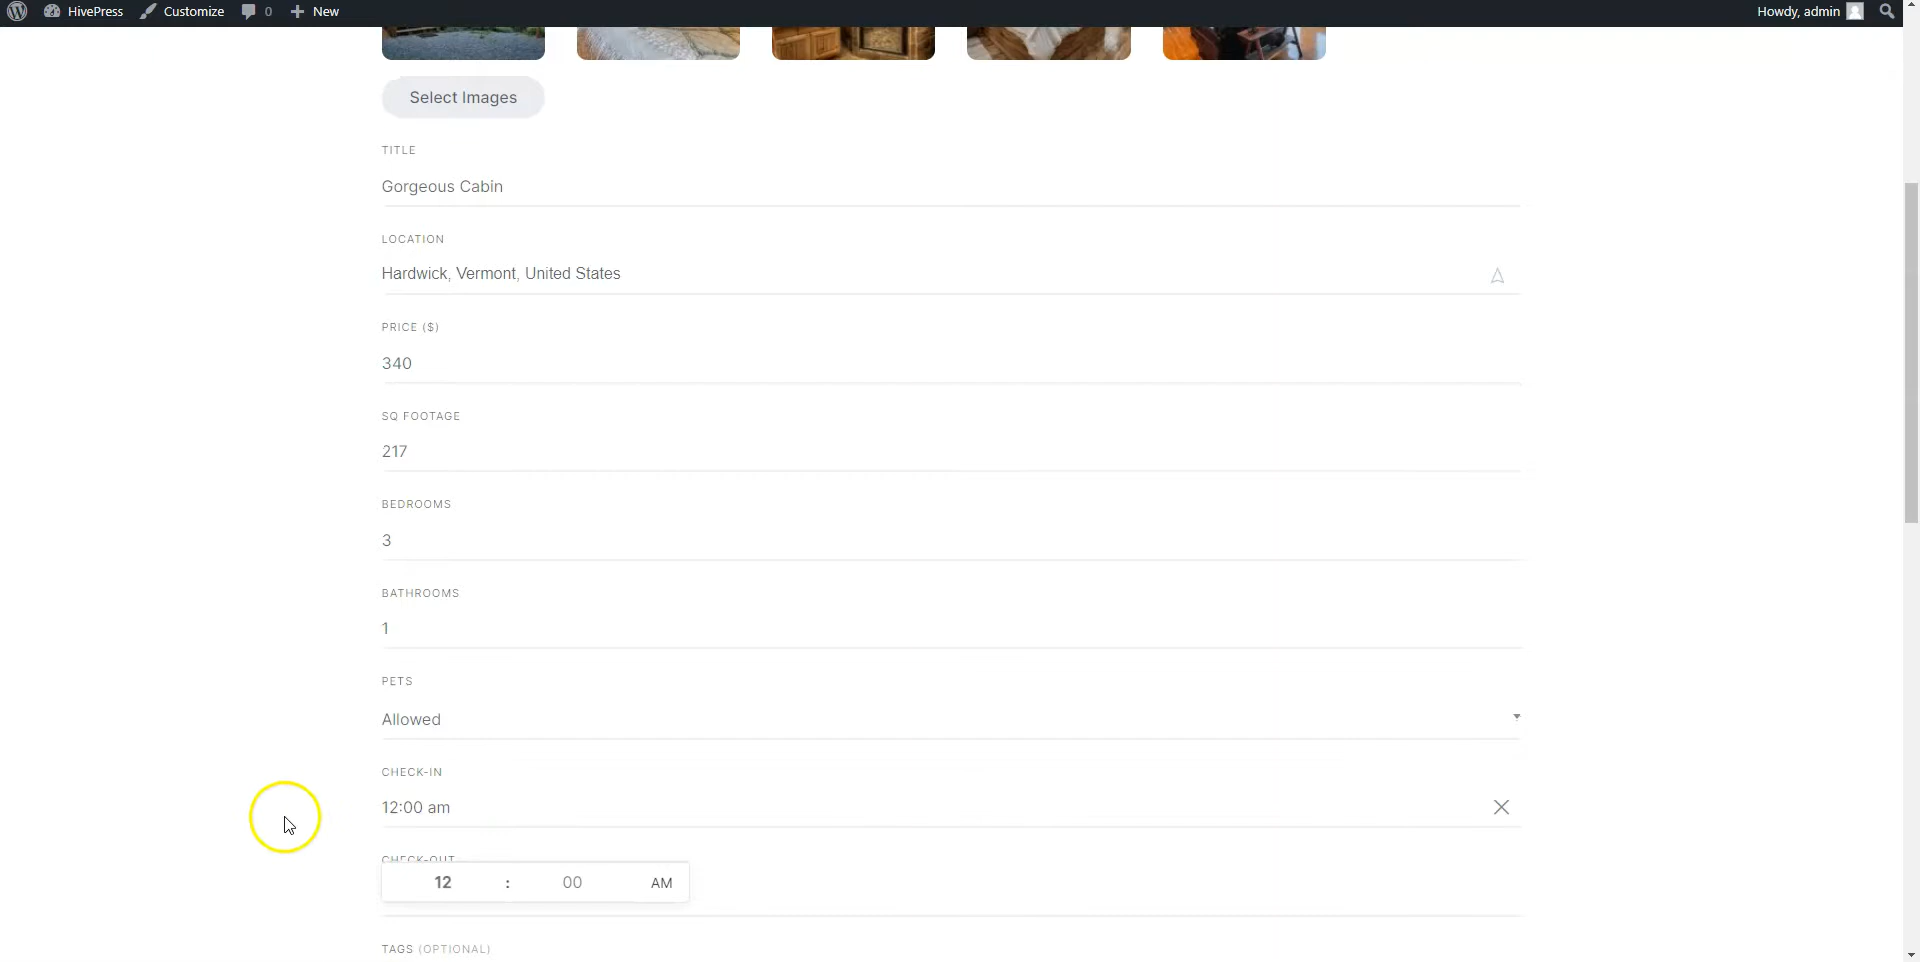 HivePress Customize 0 New Howdy, admin
Select Images
TITLE
Gorgeous Cabin
LOCATION
Hardwick, Vermont, United States
PRICE ($)
340
SQ FOOTAGE
217
BEDROOMS
3
BATHROOMS
1
PETS
Allowed
CHECK-IN
12:00 am
CHECK-OUT
12 : 00 AM
TAGS (OPTIONAL)